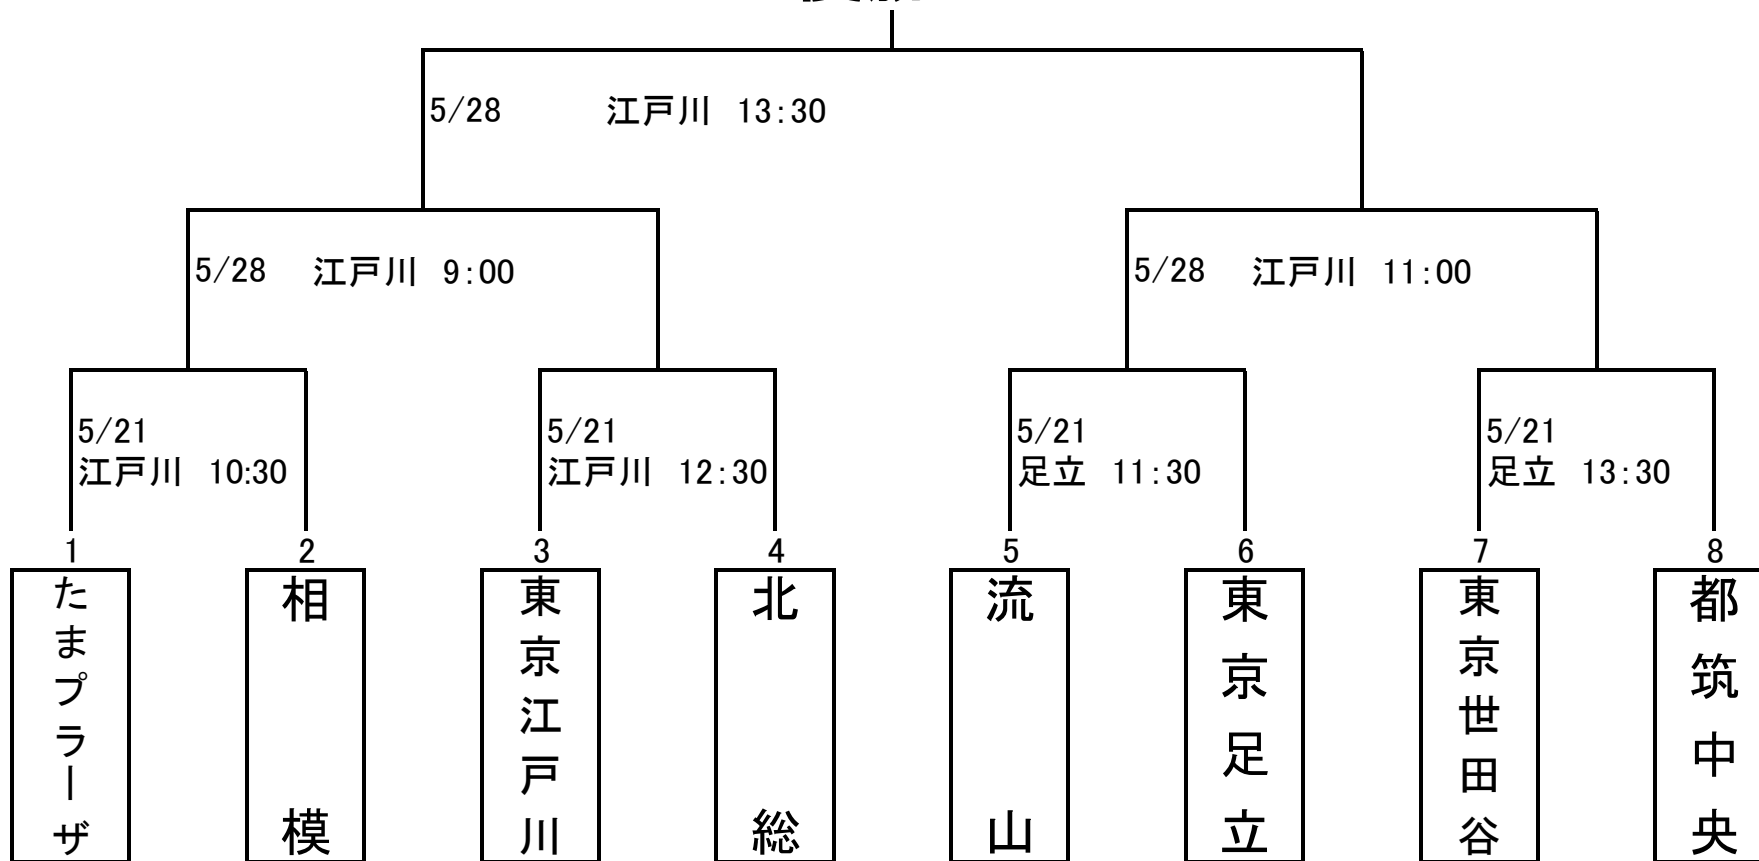 5/28 江戸川 13:30
5/28 江戸川 9:00
5/28 江戸川 11:00
5/21
江戸川 10:30
5/21
江戸川 12:30
5/21
足立 11:30
5/21
足立 13:30
1
2
3
4
5
6
7
8
たまプラーザ
相模
東京江戸川
北総
流山
東京足立
東京世田谷
都筑中央